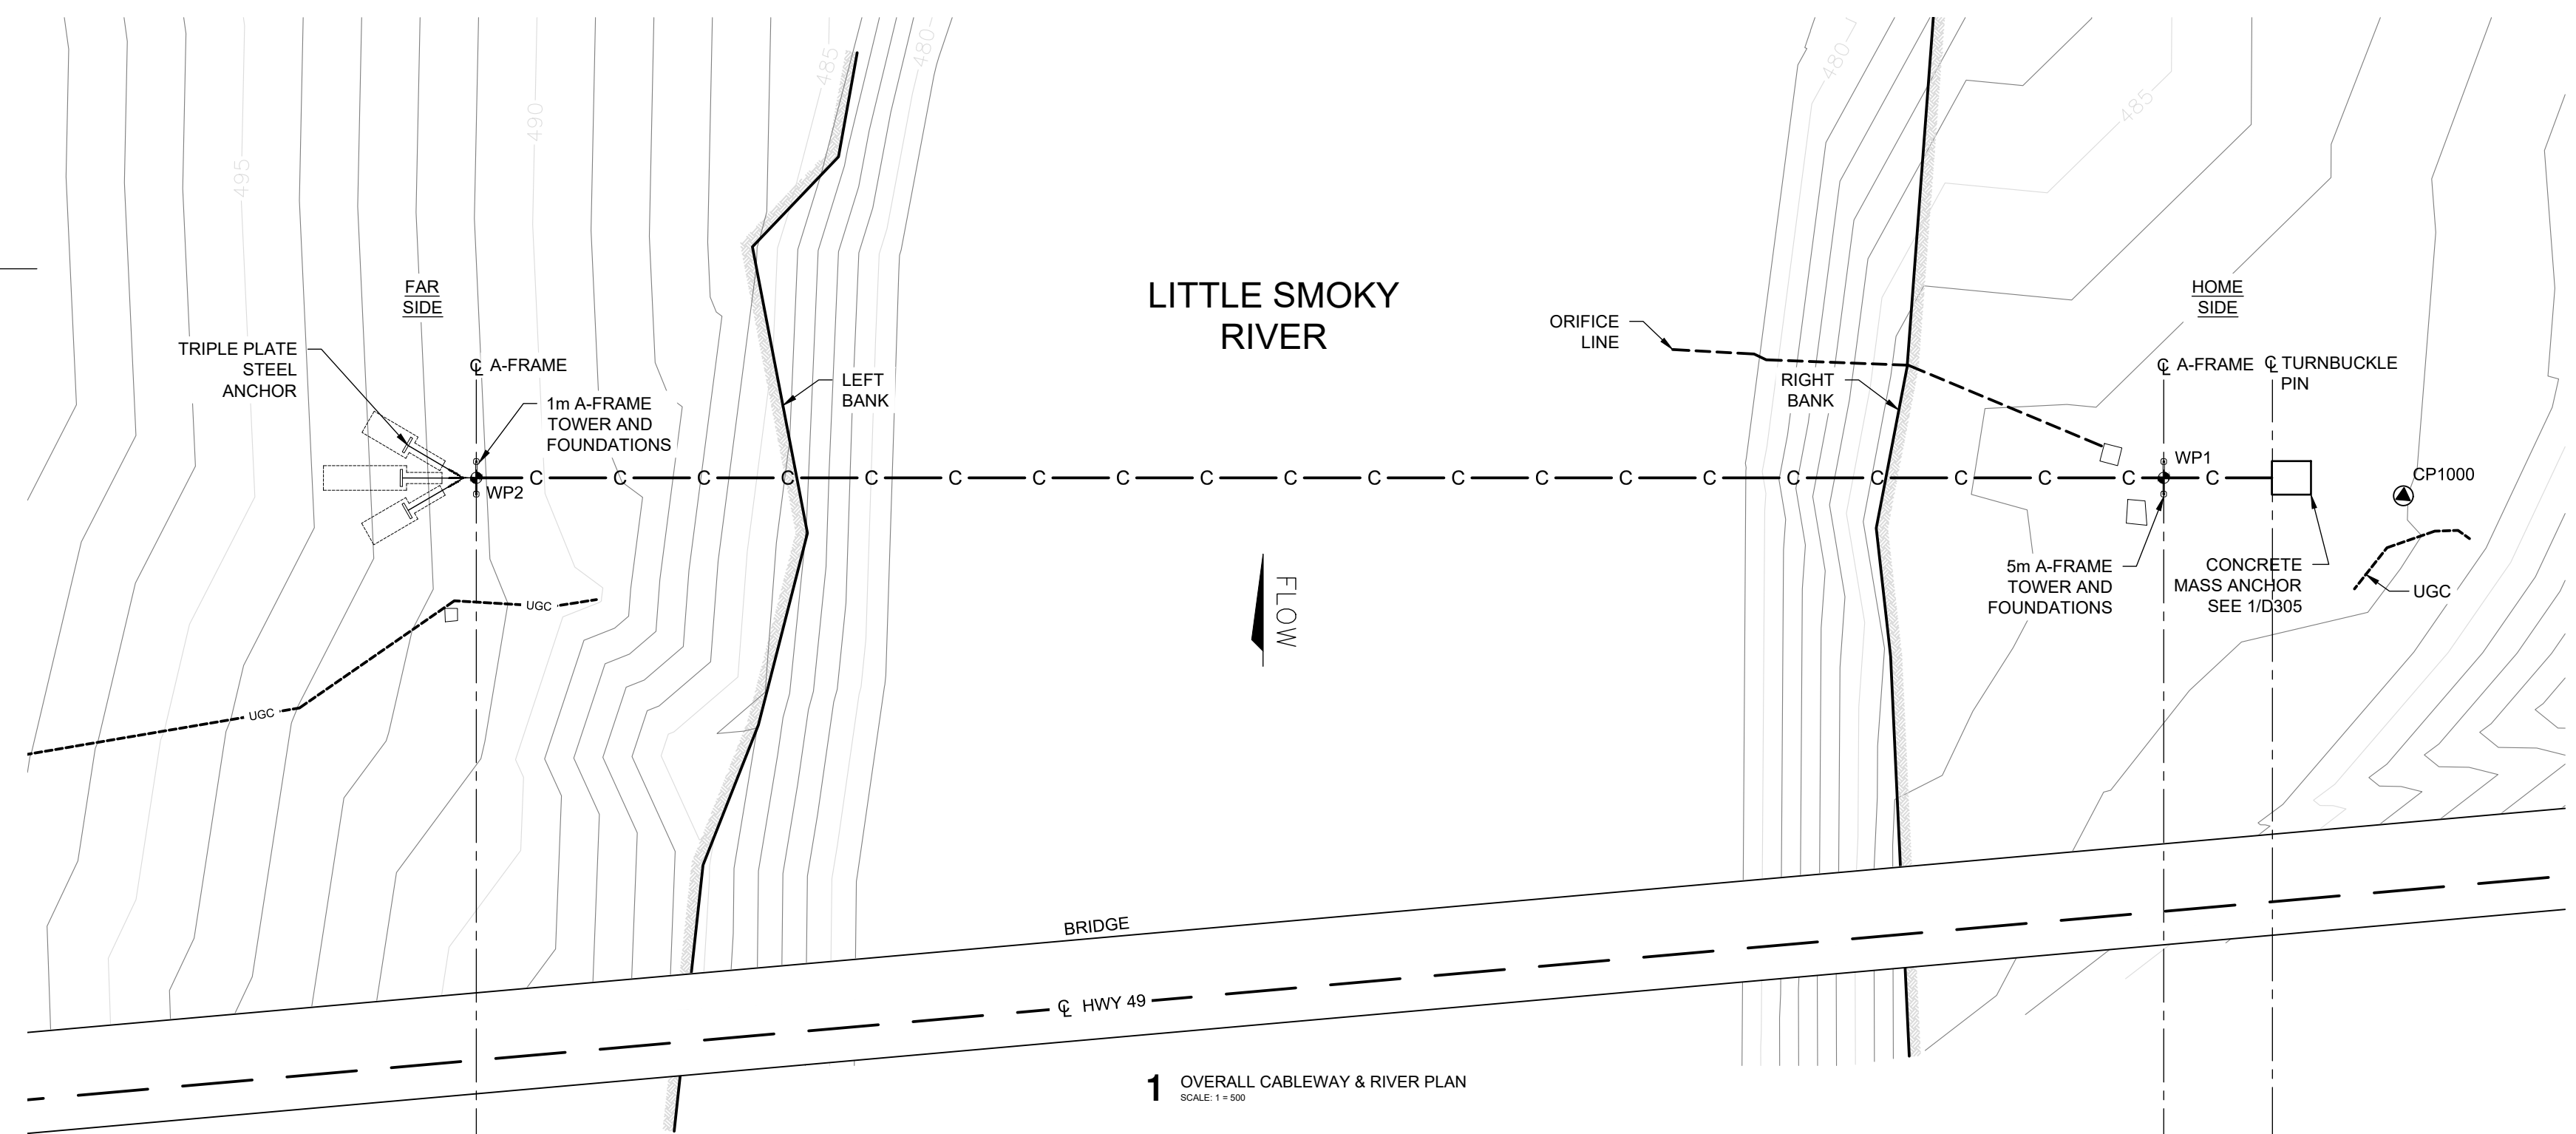 485
480
480
490
485
495
FAR
SIDE
LITTLE SMOKY
RIVER
HOME
SIDE
ORIFICE
LINE
TRIPLE PLATE
STEEL
ANCHOR
℄ A-FRAME
1m A-FRAME
TOWER AND
FOUNDATIONS
LEFT
BANK
RIGHT
BANK
℄ A-FRAME
℄ TURNBUCKLE
PIN
WP1
CP1000
C C C C C C C C C C C C C C C C C C C C C
WP2
FLOW
5m A-FRAME
TOWER AND
FOUNDATIONS
CONCRETE
MASS ANCHOR
SEE 1/D305
UGC
UGC
UGC
BRIDGE
℄ HWY 49
1 OVERALL CABLEWAY & RIVER PLAN
SCALE: 1 = 500